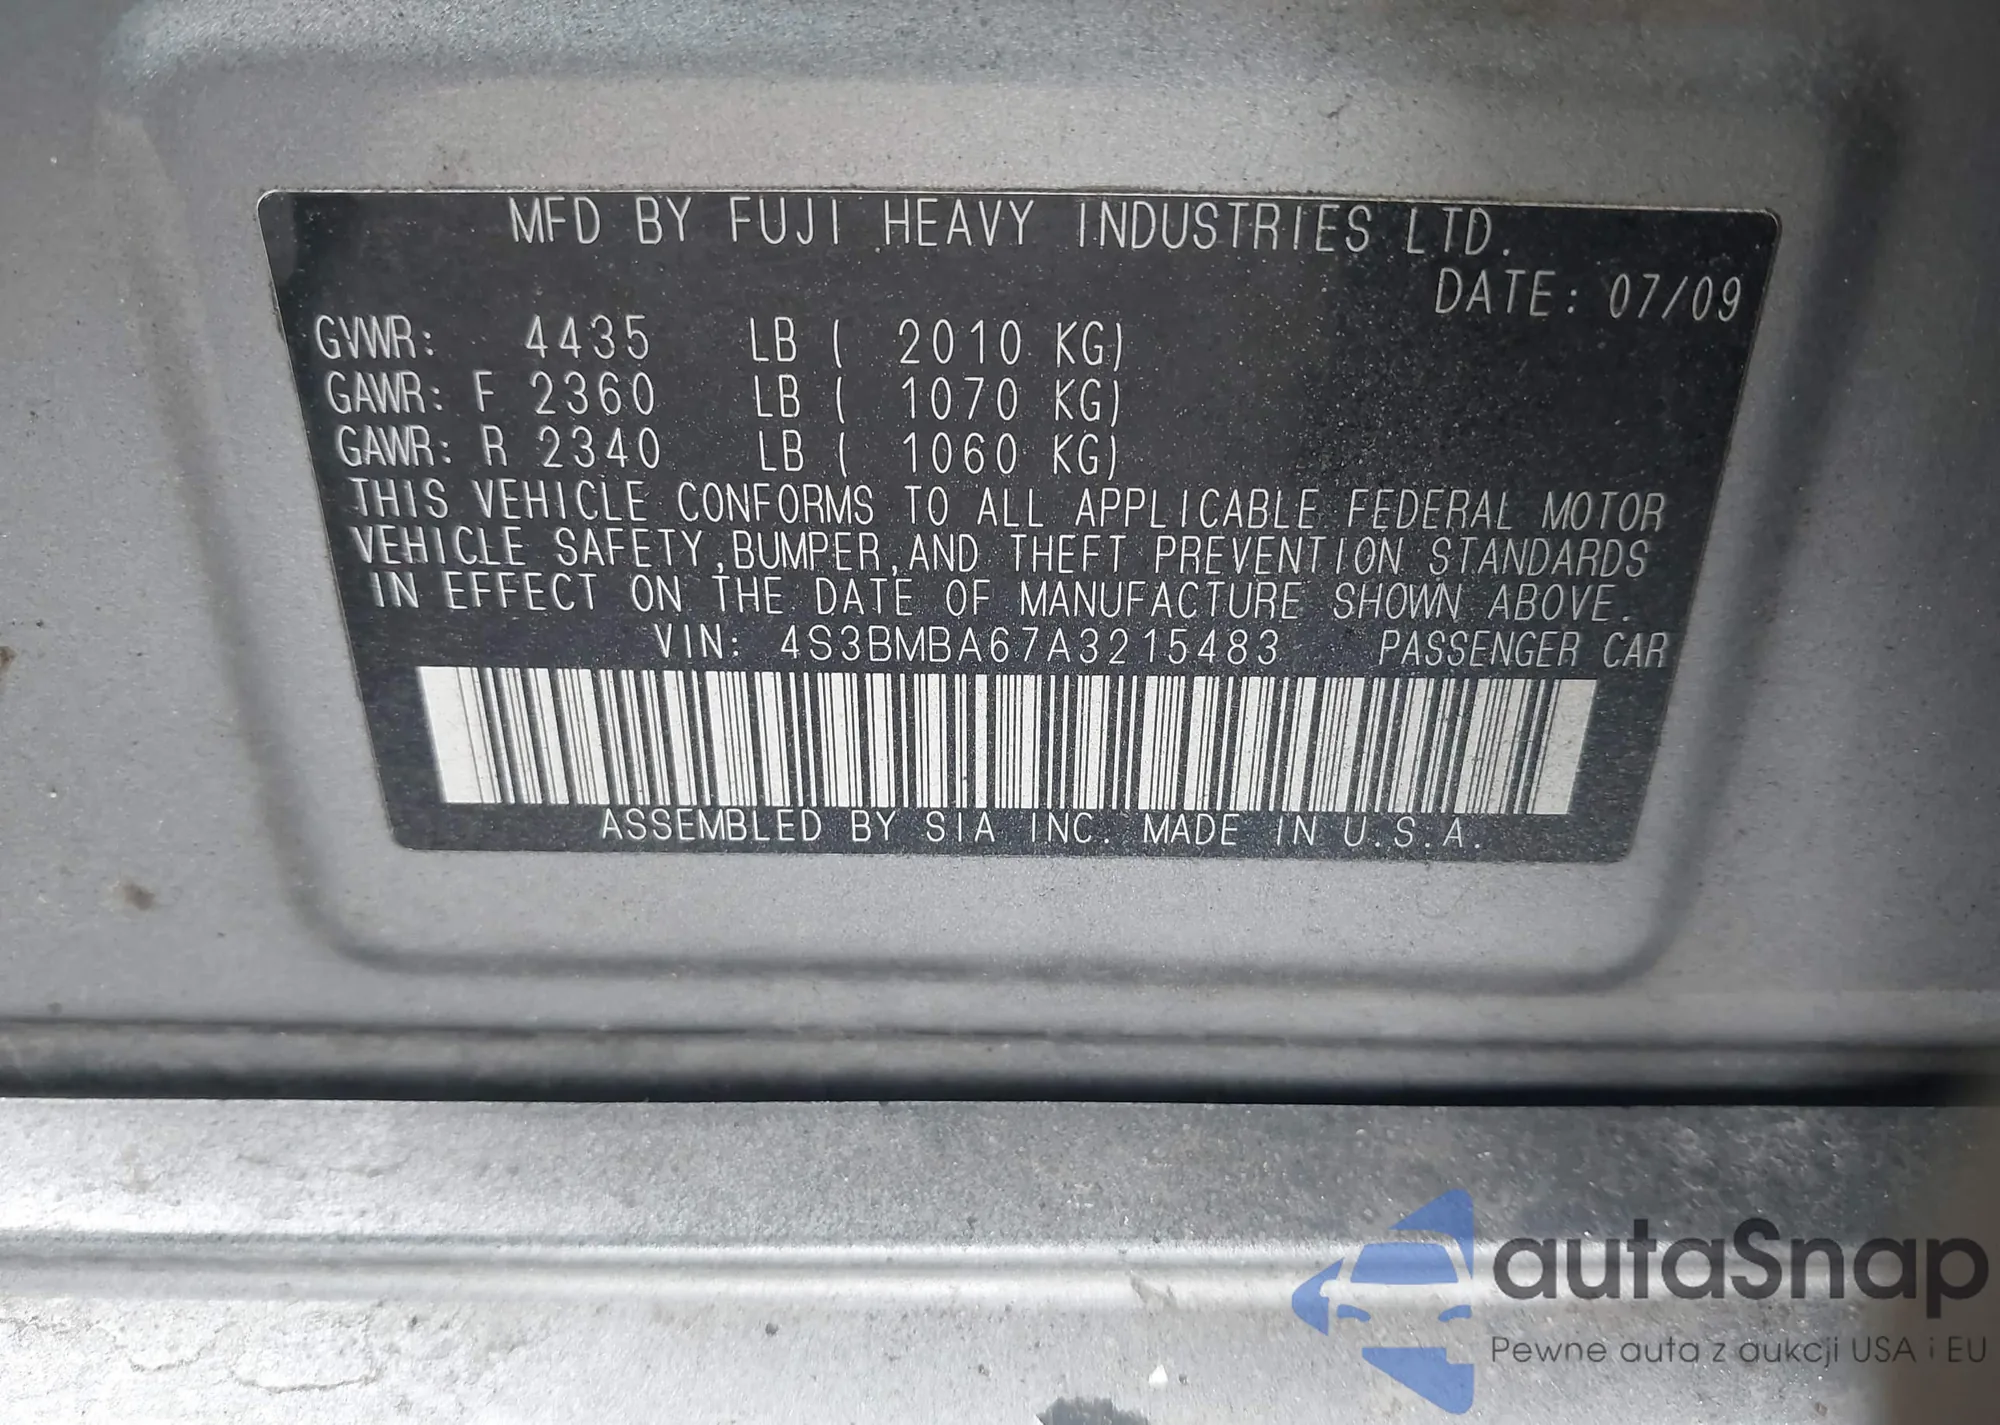 MFD BY FUJI HEAVY INDUSTRIES LTD.
DATE: 07/09
GVWR: 4435 LB ( 2010 KG)
GAWR: F 2360 LB ( 1070 KG)
GAWR: R 2340 LB ( 1060 KG)
THIS VEHICLE CONFORMS TO ALL APPLICABLE FEDERAL MOTOR
VEHICLE SAFETY,BUMPER,AND THEFT PREVENTION STANDARDS
IN EFFECT ON THE DATE OF MANUFACTURE SHOWN ABOVE.
VIN: 4S3BMBA67A3215483 PASSENGER CAR
ASSEMBLED BY SIA INC. MADE IN U.S.A.
autaSnap
Pewne auta z aukcji USA i EU